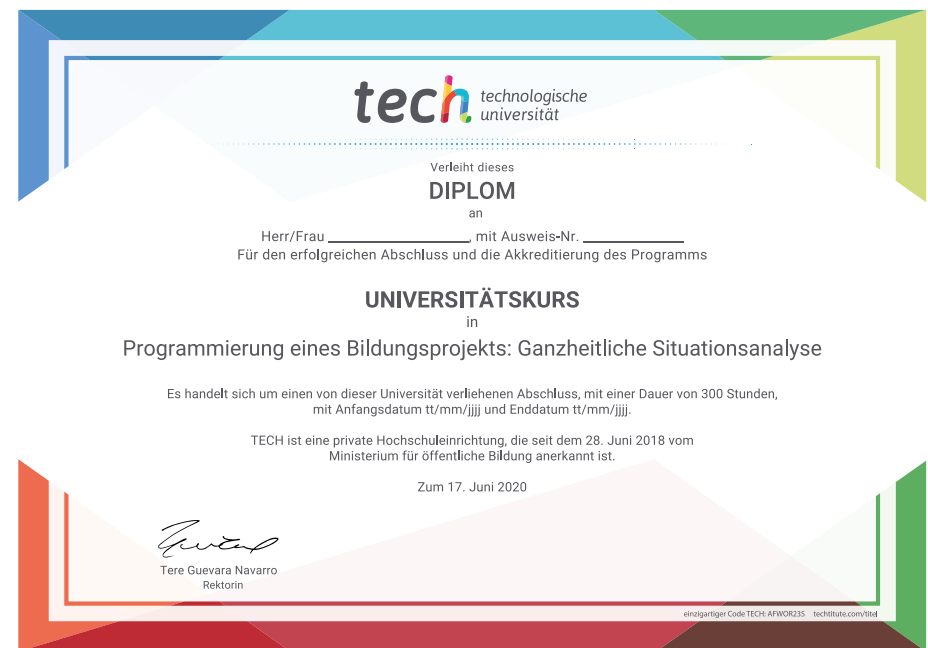 tech technologische
universität
Verleiht dieses
DIPLOM
an
Herr/Frau ____________________, mit Ausweis-Nr. ______________
Für den erfolgreichen Abschluss und die Akkreditierung des Programms
UNIVERSITÄTSKURS
in
Programmierung eines Bildungsprojekts: Ganzheitliche Situationsanalyse
Es handelt sich um einen von dieser Universität verliehenen Abschluss, mit einer Dauer von 300 Stunden,
mit Anfangsdatum tt/mm/jjjj und Enddatum tt/mm/jjjj.
TECH ist eine private Hochschuleinrichtung, die seit dem 28. Juni 2018 vom
Ministerium für öffentliche Bildung anerkannt ist.
Zum 17. Juni 2020
Tere Guevara Navarro
Rektorin
einzigartiger Code TECH: AFWOR23S techtitute.com/titel